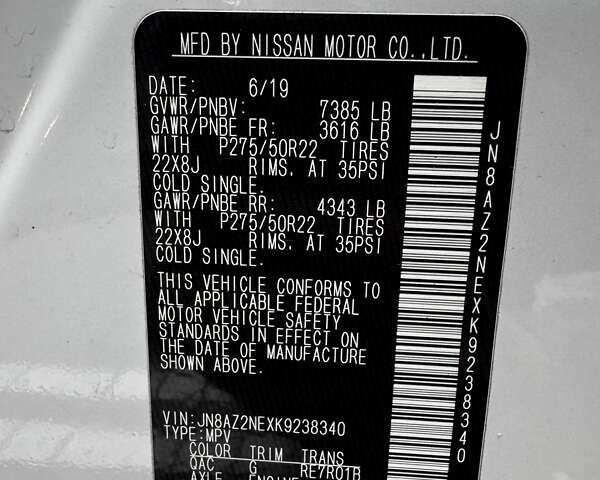 MFD BY NISSAN MOTOR CO.,LTD.
DATE: 6/19
GVWR/PNBV: 7385 LB
GAWR/PNBE FR: 3616 LB
WITH P275/50R22 TIRES
22X8J RIMS, AT 35PSI
COLD SINGLE.
GAWR/PNBE RR: 4343 LB
WITH P275/50R22 TIRES
22X8J RIMS, AT 35PSI
COLD SINGLE.
THIS VEHICLE CONFORMS TO
ALL APPLICABLE FEDERAL
MOTOR VEHICLE SAFETY
STANDARDS IN EFFECT ON
THE DATE OF MANUFACTURE
SHOWN ABOVE.
VIN:JN8AZ2NEXK9238340
TYPE:MPV
COLOR TRIM TRANS
QAC G RE7R01B
AXLE ENGINE
JN8AZ2NEXK9238340